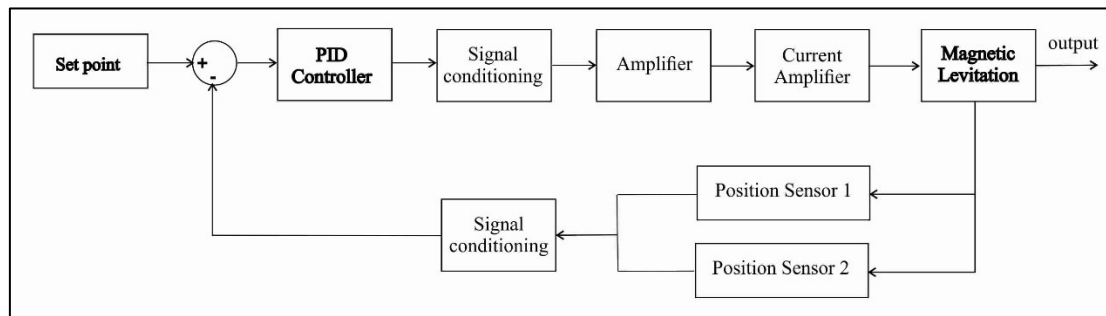 Set point
+
-
PID
Controller
Signal
conditioning
Amplifier
Current
Amplifier
Magnetic
Levitation
output
Position Sensor 1
Signal
conditioning
Position Sensor 2